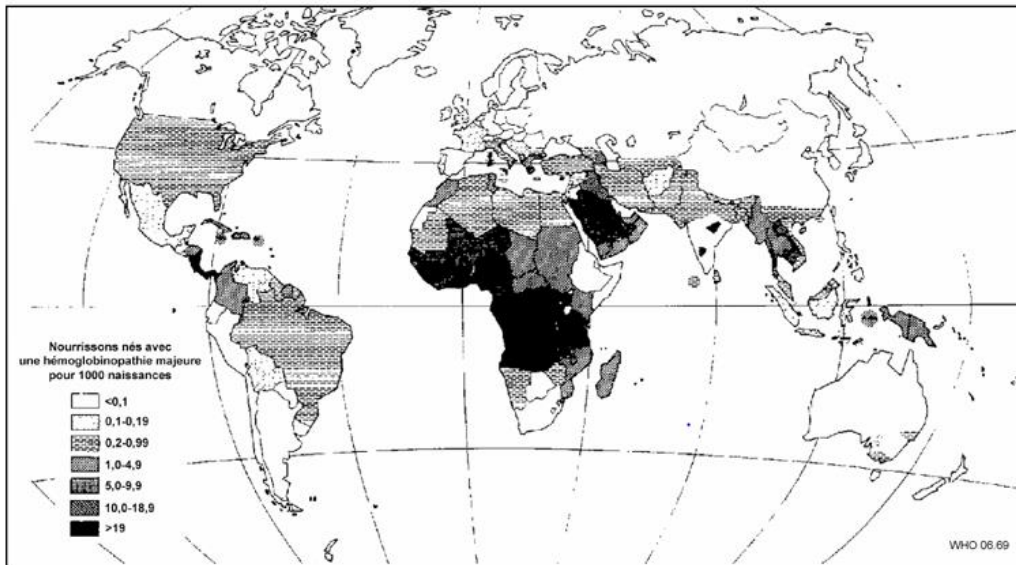 Nourrissons nés avec
une hémoglobinopathie majeure
pour 1000 naissances
<0,1
0,1-0,19
0,2-0,99
1,0-4,9
5,0-9,9
10,0-18,9
>19
WHO 06.69